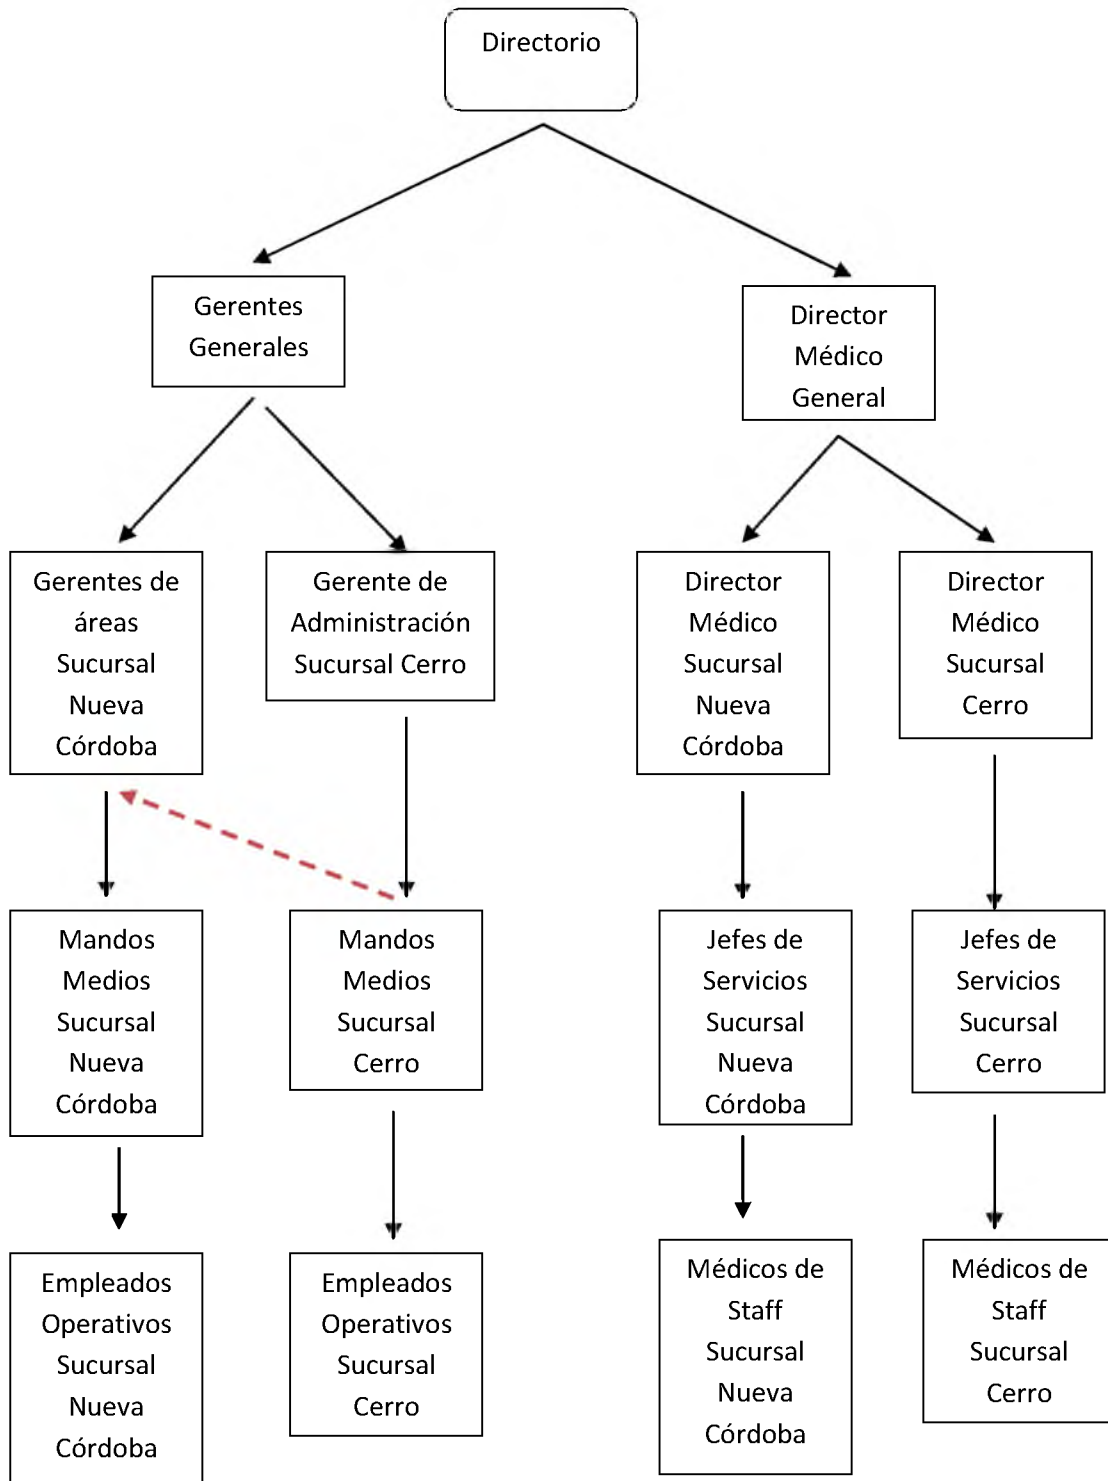 Directorio
Gerentes
Generales
Director
Médico
General
Gerentes de
áreas
Sucursal
Nueva
Córdoba
Gerente de
Administración
Sucursal Cerro
Director
Médico
Sucursal
Nueva
Córdoba
Director
Médico
Sucursal
Cerro
Mandos
Medios
Sucursal
Nueva
Córdoba
Mandos
Medios
Sucursal
Cerro
Jefes de
Servicios
Sucursal
Nueva
Córdoba
Jefes de
Servicios
Sucursal
Cerro
Empleados
Operativos
Sucursal
Nueva
Córdoba
Empleados
Operativos
Sucursal
Cerro
Médicos de
Staff
Sucursal
Nueva
Córdoba
Médicos de
Staff
Sucursal
Cerro